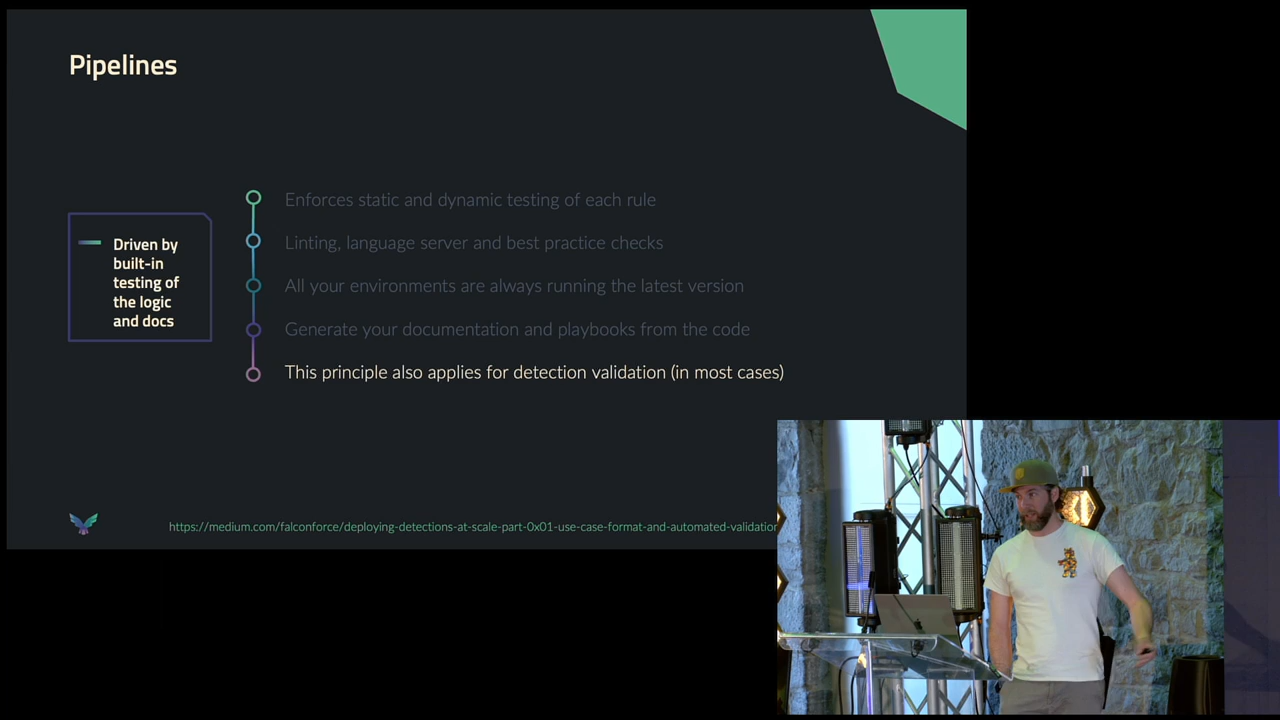 Pipelines
Driven by
built-in
testing of
the logic
and docs
Enforces static and dynamic testing of each rule
Linting, language server and best practice checks
All your environments are always running the latest version
Generate your documentation and playbooks from the code
This principle also applies for detection validation (in most cases)
https://medium.com/falconforce/deploying-detections-at-scale-part-0x01-use-case-format-and-automated-validation